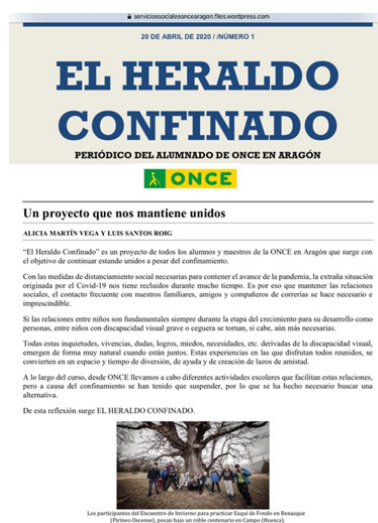 serviciossocialesoncearagon.files.wordpress.com
20 DE ABRIL DE 2020 / /NÚMERO 1
EL HERALDO
CONFINADO
PERIÓDICO DEL ALUMNADO DE ONCE EN ARAGÓN
ONCE
Un proyecto que nos mantiene unidos
ALICIA MARTÍN VEGA Y LUIS SANTOS ROIG
“El Heraldo Confinado” es un proyecto de todos los alumnos y maestros de la ONCE en Aragón que surge con
el objetivo de continuar estando unidos a pesar del confinamiento.
Con las medidas de distanciamiento social necesarias para contener el avance de la pandemia, la extraña situación
originada por el Covid-19 nos tiene recluidos durante mucho tiempo. Es por eso que mantener las relaciones
sociales, el contacto frecuente con nuestros familiares, amigos y compañeros de correrías se hace necesario e
imprescindible.
Si las relaciones entre niños son fundamentales siempre durante la etapa del crecimiento para su desarrollo como
personas, entre niños con discapacidad visual grave o ceguera se tornan, si cabe, aún más necesarias.
Todas estas inquietudes, vivencias, dudas, logros, miedos, necesidades, etc. derivadas de la discapacidad visual,
emergen de forma muy natural cuando están juntos. Estas experiencias en las que disfrutan todos reunidos, se
convierten en un espacio y tiempo de diversión, de ayuda y de creación de lazos de amistad.
A lo largo del curso, desde ONCE llevamos a cabo diferentes actividades escolares que facilitan estas relaciones,
pero a causa del confinamiento se han tenido que suspender, por lo que se ha hecho necesario buscar una
alternativa.
De esta reflexión surge EL HERALDO CONFINADO.
Los participantes del Encuentro de Invierno para practicar Esquí de Fondo en Benasque
(Pirineo Oscense), posan bajo un roble centenario en Campo (Huesca).